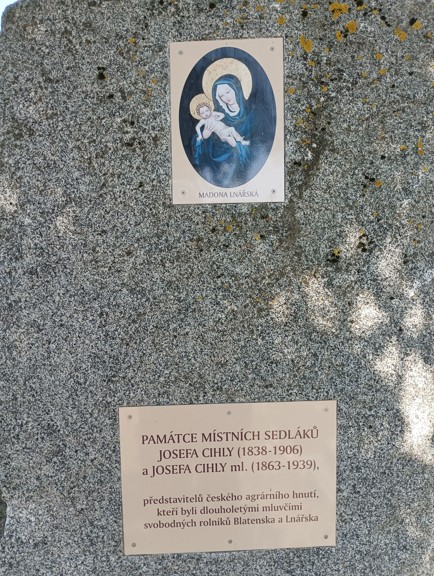 MADONA LNÁŘSKÁ
PAMÁTCE MÍSTNÍCH SEDLÁKŮ
JOSEFA CIHLY (1838-1906)
a JOSEFA CIHLY ml. (1863-1939),
představitelů českého agrárního hnutí,
kteří byli dlouholetými mluvčími
svobodných rolníků Blatenska a Lnářska